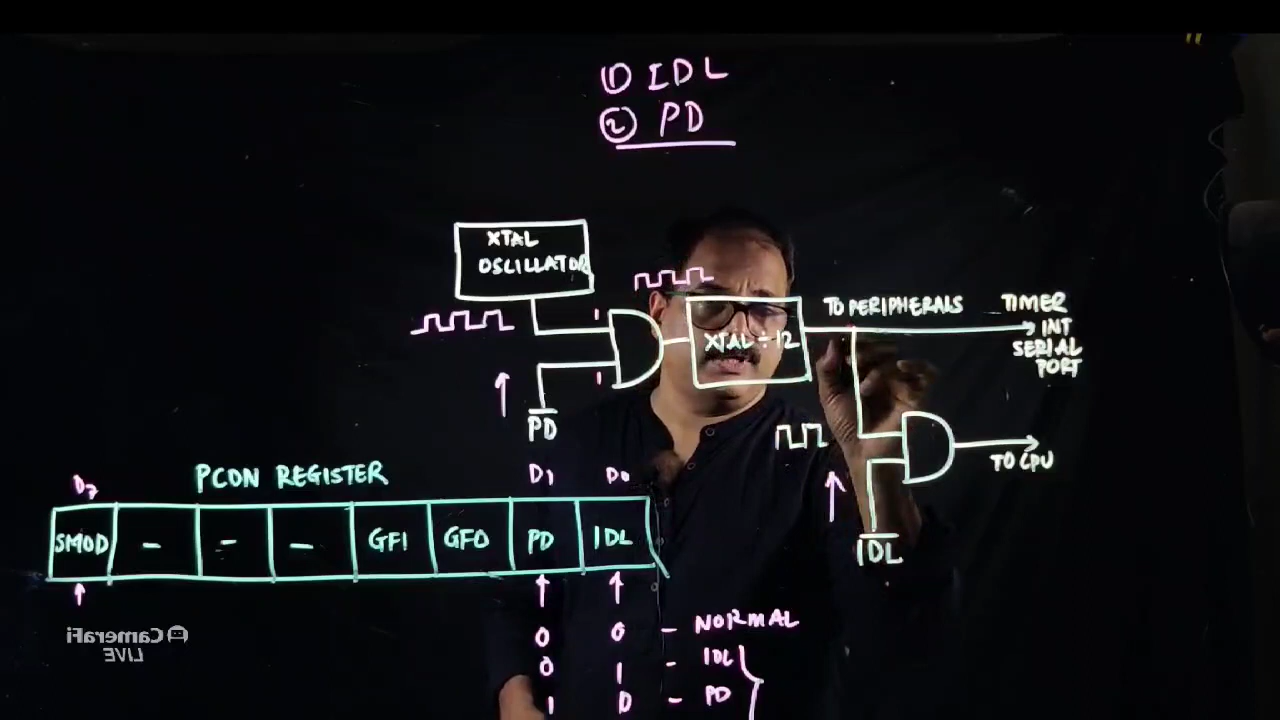 ① IDL
② PD
XTAL
OSCILLATOR
XTAL ÷ 12
TO PERIPHERALS
TIMER
INT
SERIAL
PORT
1
1
PD
TO CPU
IDL
PCON REGISTER
D7
D1
D0
SMOD - - - GF1 GF0 PD IDL
0 0 - NORMAL
0 1 - IDL
1 0 - PD
CameraFi
LIVE